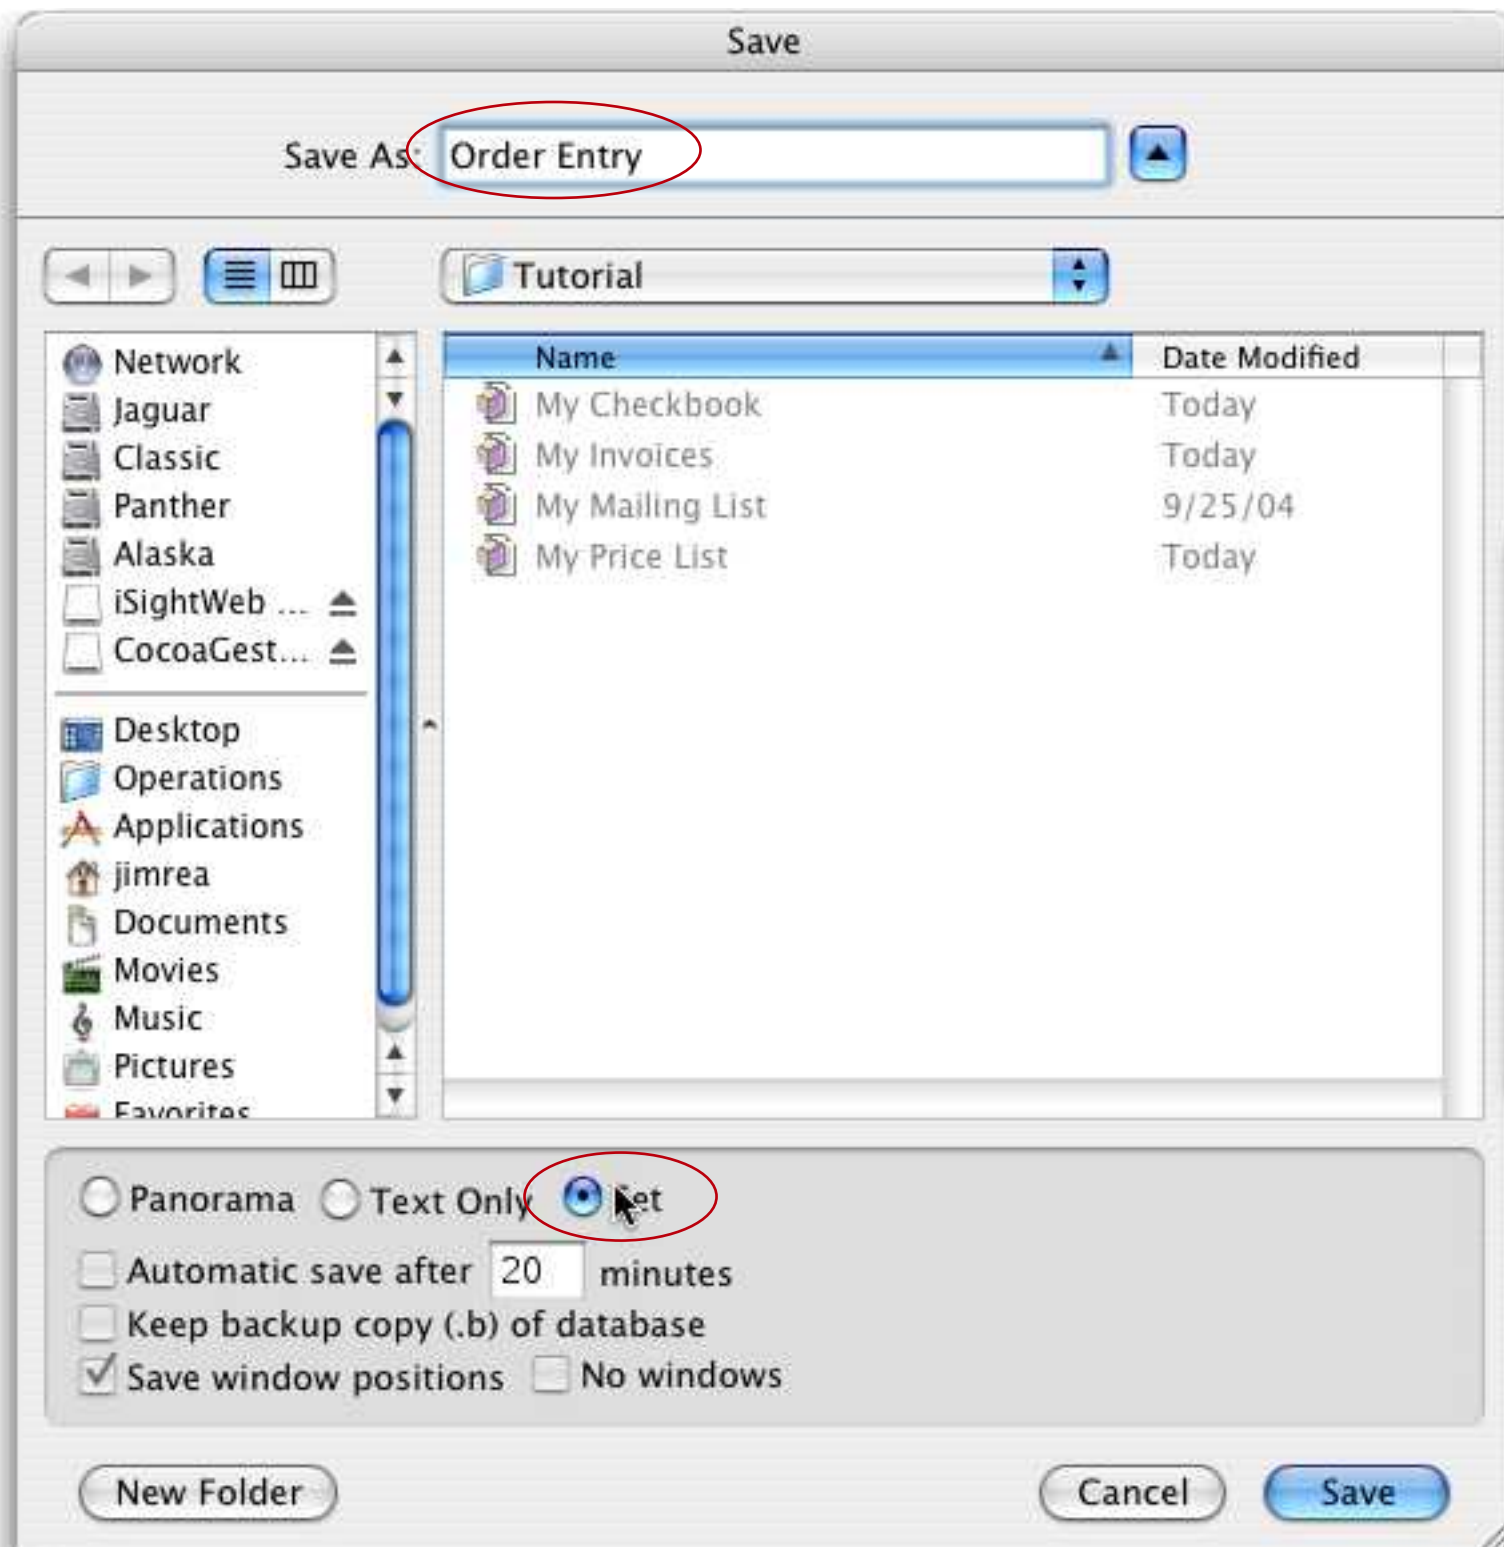 Save
Save As: Order Entry
Tutorial
Name Date Modified
Network
Jaguar
Classic
Panther
Alaska
iSightWeb ...
CocoaGest...
Desktop
Operations
Applications
jimrea
Documents
Movies
Music
Pictures
Favorites
My Checkbook Today
My Invoices Today
My Mailing List 9/25/04
My Price List Today
Panorama Text Only Set
Automatic save after 20 minutes
Keep backup copy (.b) of database
Save window positions No windows
New Folder Cancel Save